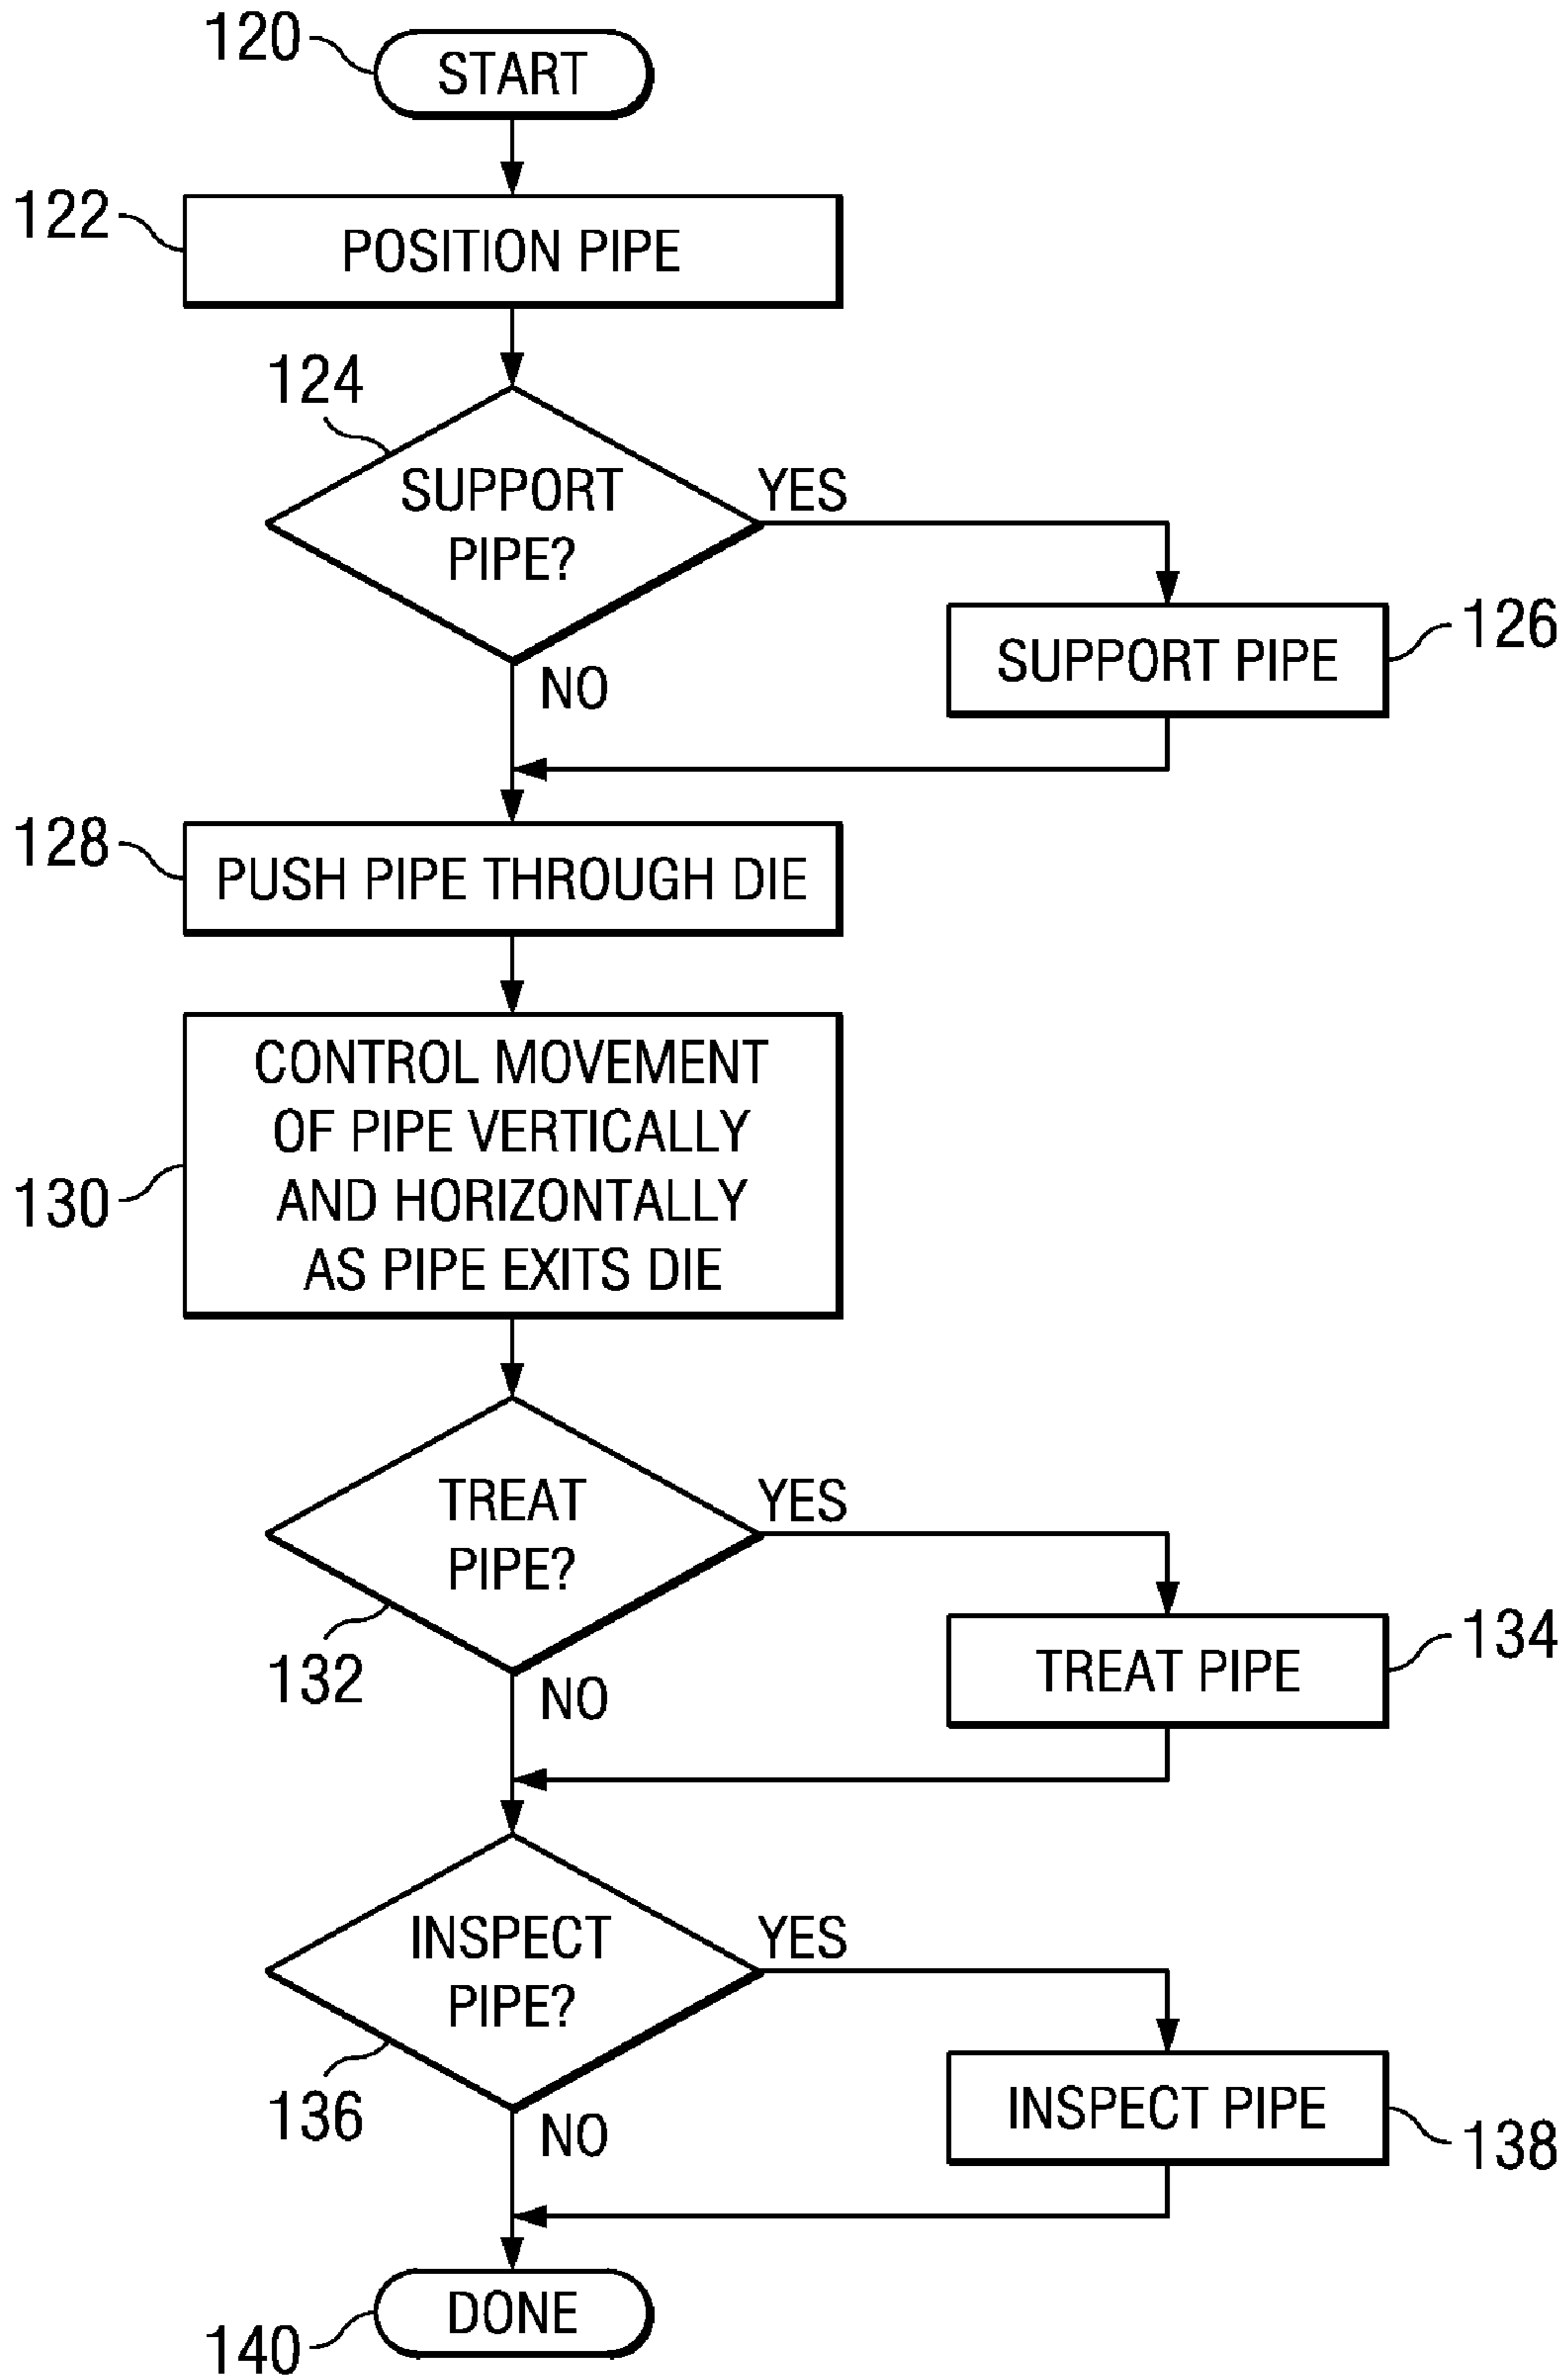 120
START
122
POSITION PIPE
124
SUPPORT
PIPE?
YES
NO
126
SUPPORT PIPE
128
PUSH PIPE THROUGH DIE
130
CONTROL MOVEMENT
OF PIPE VERTICALLY
AND HORIZONTALLY
AS PIPE EXITS DIE
132
TREAT
PIPE?
YES
NO
134
TREAT PIPE
136
INSPECT
PIPE?
YES
NO
138
INSPECT PIPE
140
DONE